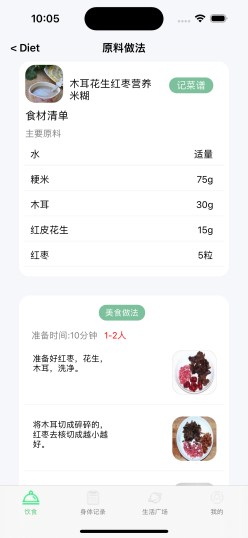 10:05
< Diet
原料做法
木耳花生红枣营养
米糊
记菜谱
食材清单
主要原料
水 适量
粳米 75g
木耳 30g
红皮花生 15g
红枣 5粒
美食做法
准备时间:10分钟 1-2人
准备好红枣，花生，
木耳，洗净。
将木耳切成碎碎的，
红枣去核切成越小越
好。
饮食
身体记录
生活广场
我的